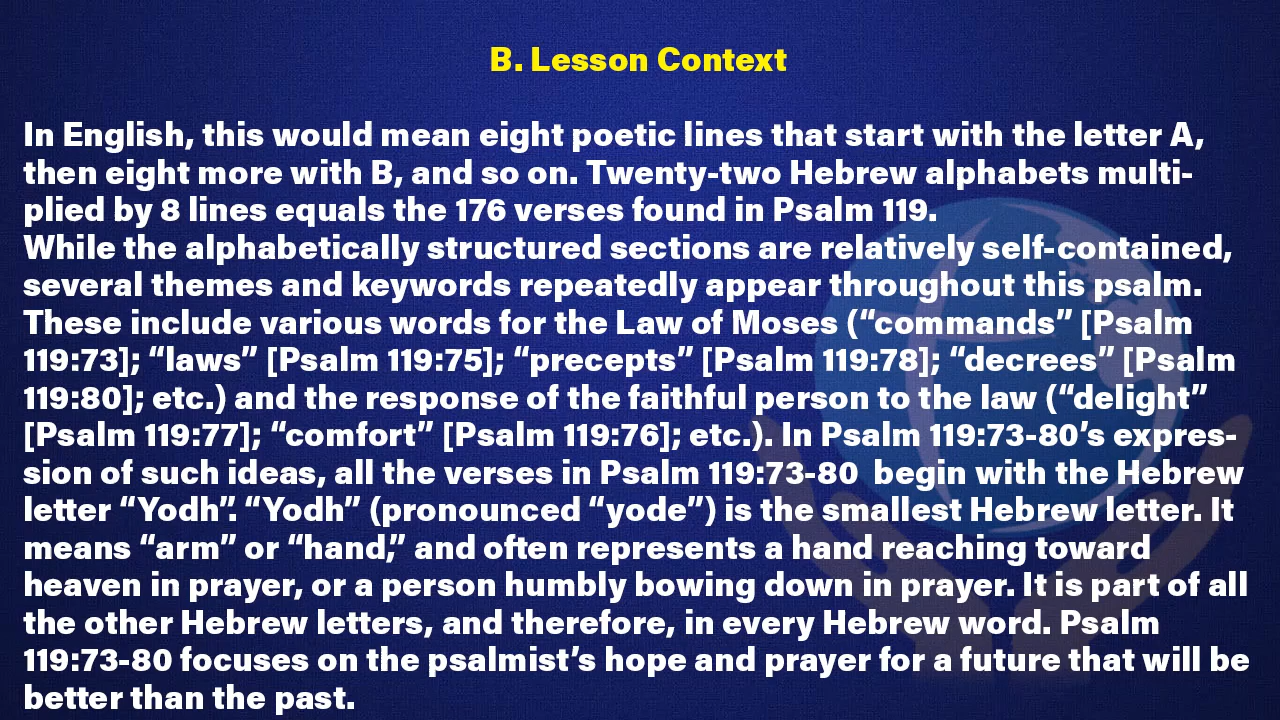 B. Lesson Context
In English, this would mean eight poetic lines that start with the letter A,
then eight more with B, and so on. Twenty-two Hebrew alphabets multi-
plied by 8 lines equals the 176 verses found in Psalm 119.
While the alphabetically structured sections are relatively self-contained,
several themes and keywords repeatedly appear throughout this psalm.
These include various words for the Law of Moses (“commands” [Psalm
119:73]; “laws” [Psalm 119:75]; “precepts” [Psalm 119:78]; “decrees” [Psalm
119:80]; etc.) and the response of the faithful person to the law (“delight”
[Psalm 119:77]; “comfort” [Psalm 119:76]; etc.). In Psalm 119:73-80’s expres-
sion of such ideas, all the verses in Psalm 119:73-80  begin with the Hebrew
letter “Yodh”. “Yodh” (pronounced “yode”) is the smallest Hebrew letter. It
means “arm” or “hand,” and often represents a hand reaching toward
heaven in prayer, or a person humbly bowing down in prayer. It is part of all
the other Hebrew letters, and therefore, in every Hebrew word. Psalm
119:73-80 focuses on the psalmist’s hope and prayer for a future that will be
better than the past.